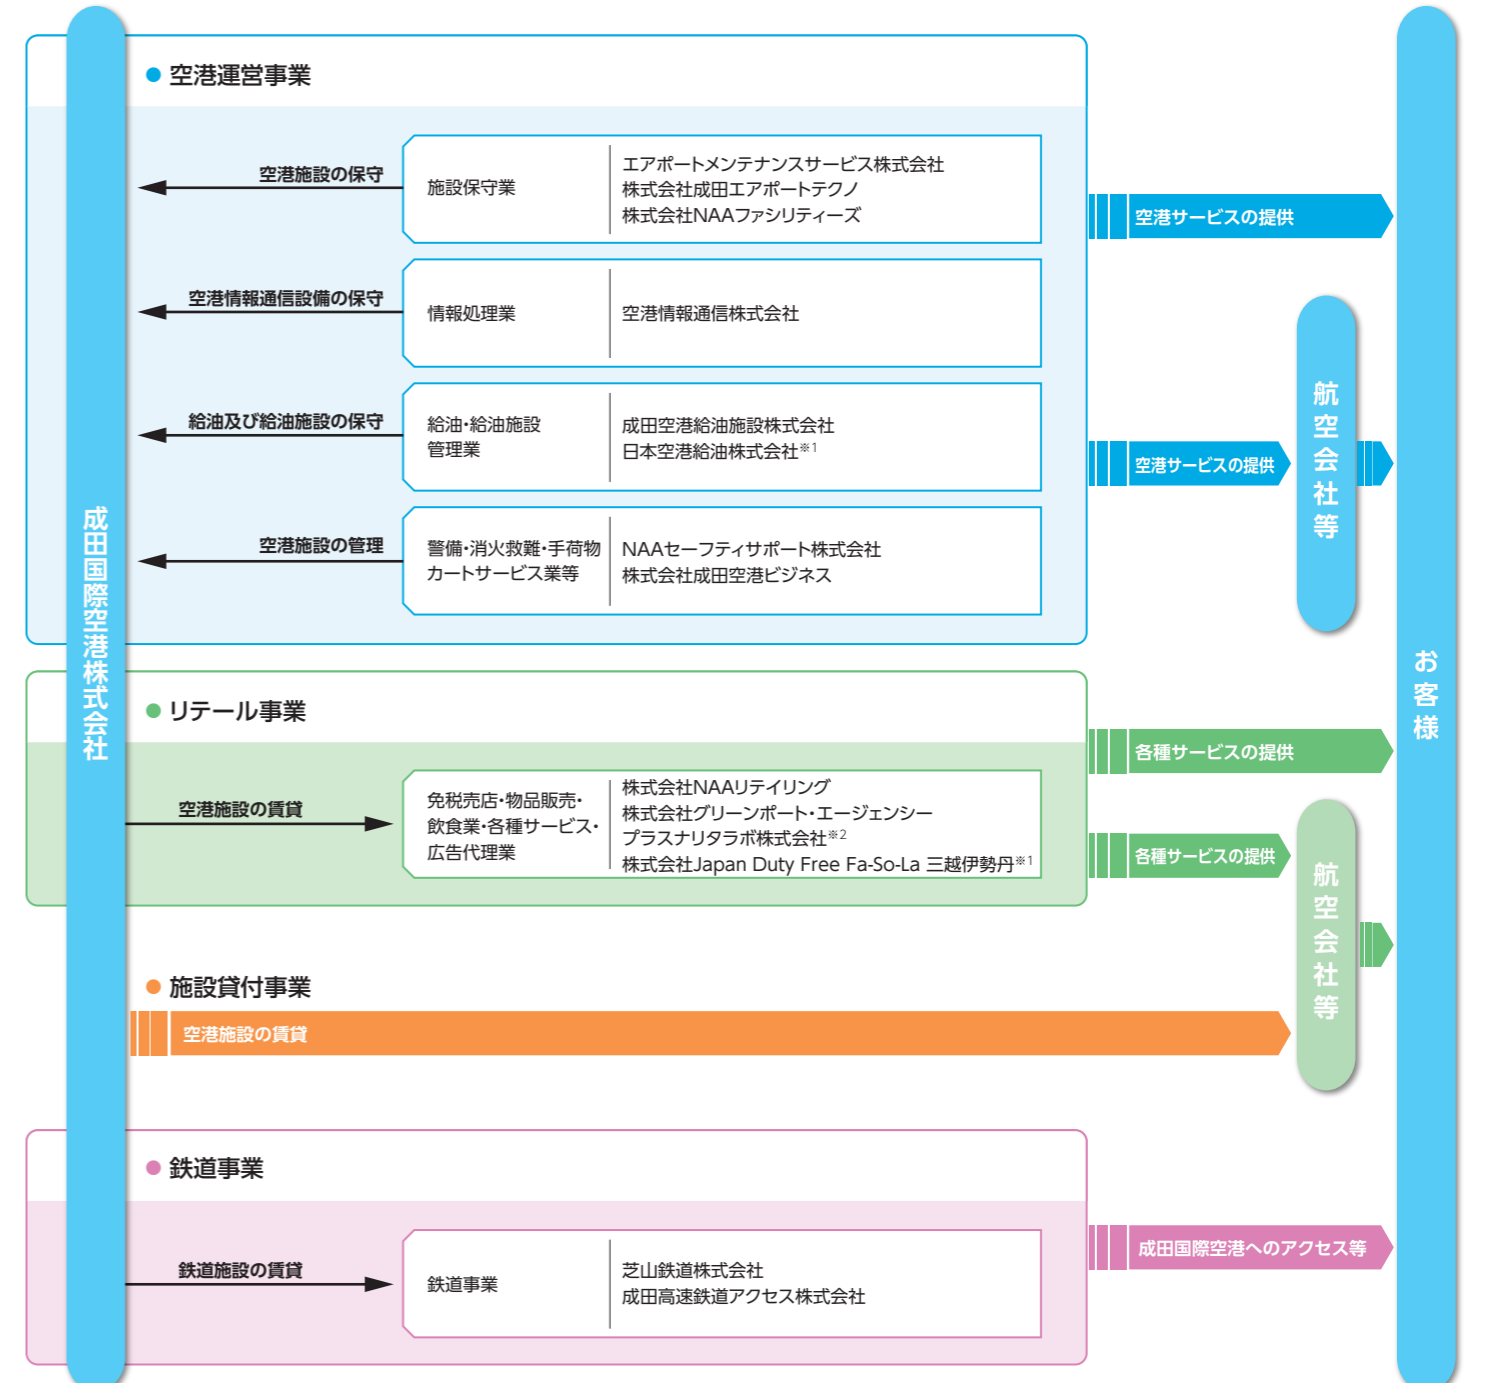 成田国際空港株式会社
空港運営事業
空港施設の保守
施設保守業
エアポートメンテナンスサービス株式会社
株式会社成田エアポートテクノ
株式会社NAAファシリティーズ
空港情報通信設備の保守
情報処理業
空港情報通信株式会社
給油及び給油施設の保守
給油・給油施設
管理業
成田空港給油施設株式会社
日本空港給油株式会社※1
空港施設の管理
警備・消火救難・手荷物
カートサービス業等
NAAセーフティサポート株式会社
株式会社成田空港ビジネス
空港サービスの提供
空港サービスの提供
航空会社等
リテール事業
空港施設の賃貸
免税売店・物品販売・
飲食業・各種サービス・
広告代理業
株式会社NAAリテイリング
株式会社グリーンポート・エージェンシー
プラスナリタラボ株式会社※2
株式会社Japan Duty Free Fa-So-La 三越伊勢丹※1
各種サービスの提供
各種サービスの提供
航空会社等
施設貸付事業
空港施設の賃貸
鉄道事業
鉄道施設の賃貸
鉄道事業
芝山鉄道株式会社
成田高速鉄道アクセス株式会社
成田国際空港へのアクセス等
お客様